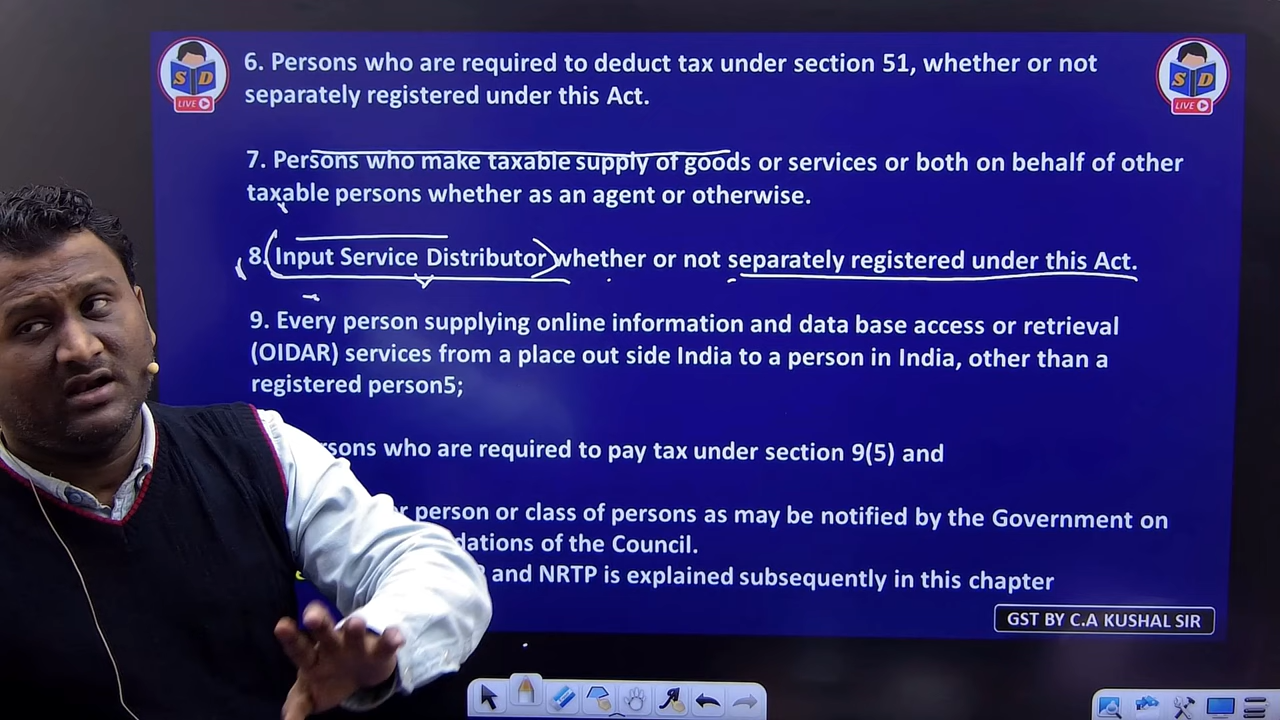 SD
LIVE
SD
LIVE
6. Persons who are required to deduct tax under section 51, whether or not
separately registered under this Act.
7. Persons who make taxable supply of goods or services or both on behalf of other
taxable persons whether as an agent or otherwise.
8. Input Service Distributor whether or not separately registered under this Act.
9. Every person supplying online information and data base access or retrieval
(OIDAR) services from a place out side India to a person in India, other than a
registered person5;
who are required to pay tax under section 9(5) and
person or class of persons as may be notified by the Government on
of the Council.
and NRTP is explained subsequently in this chapter
GST BY C.A KUSHAL SIR